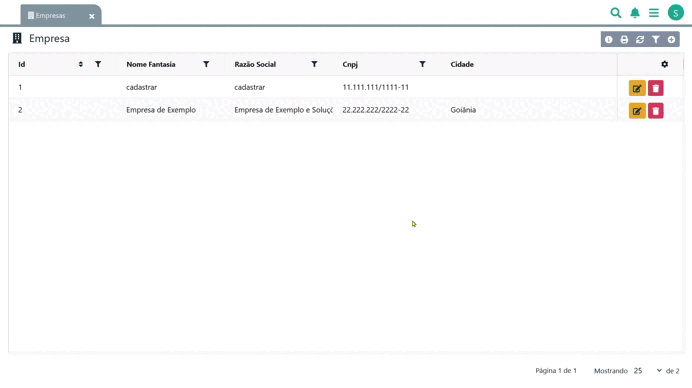 Empresas
S
Empresa
Id Nome Fantasia Razão Social Cnpj Cidade
1 cadastrar cadastrar 11.111.111/1111-11
2 Empresa de Exemplo Empresa de Exemplo e Soluç 22.222.222/2222-22 Goiânia
Página 1 de 1 Mostrando 25 de 2